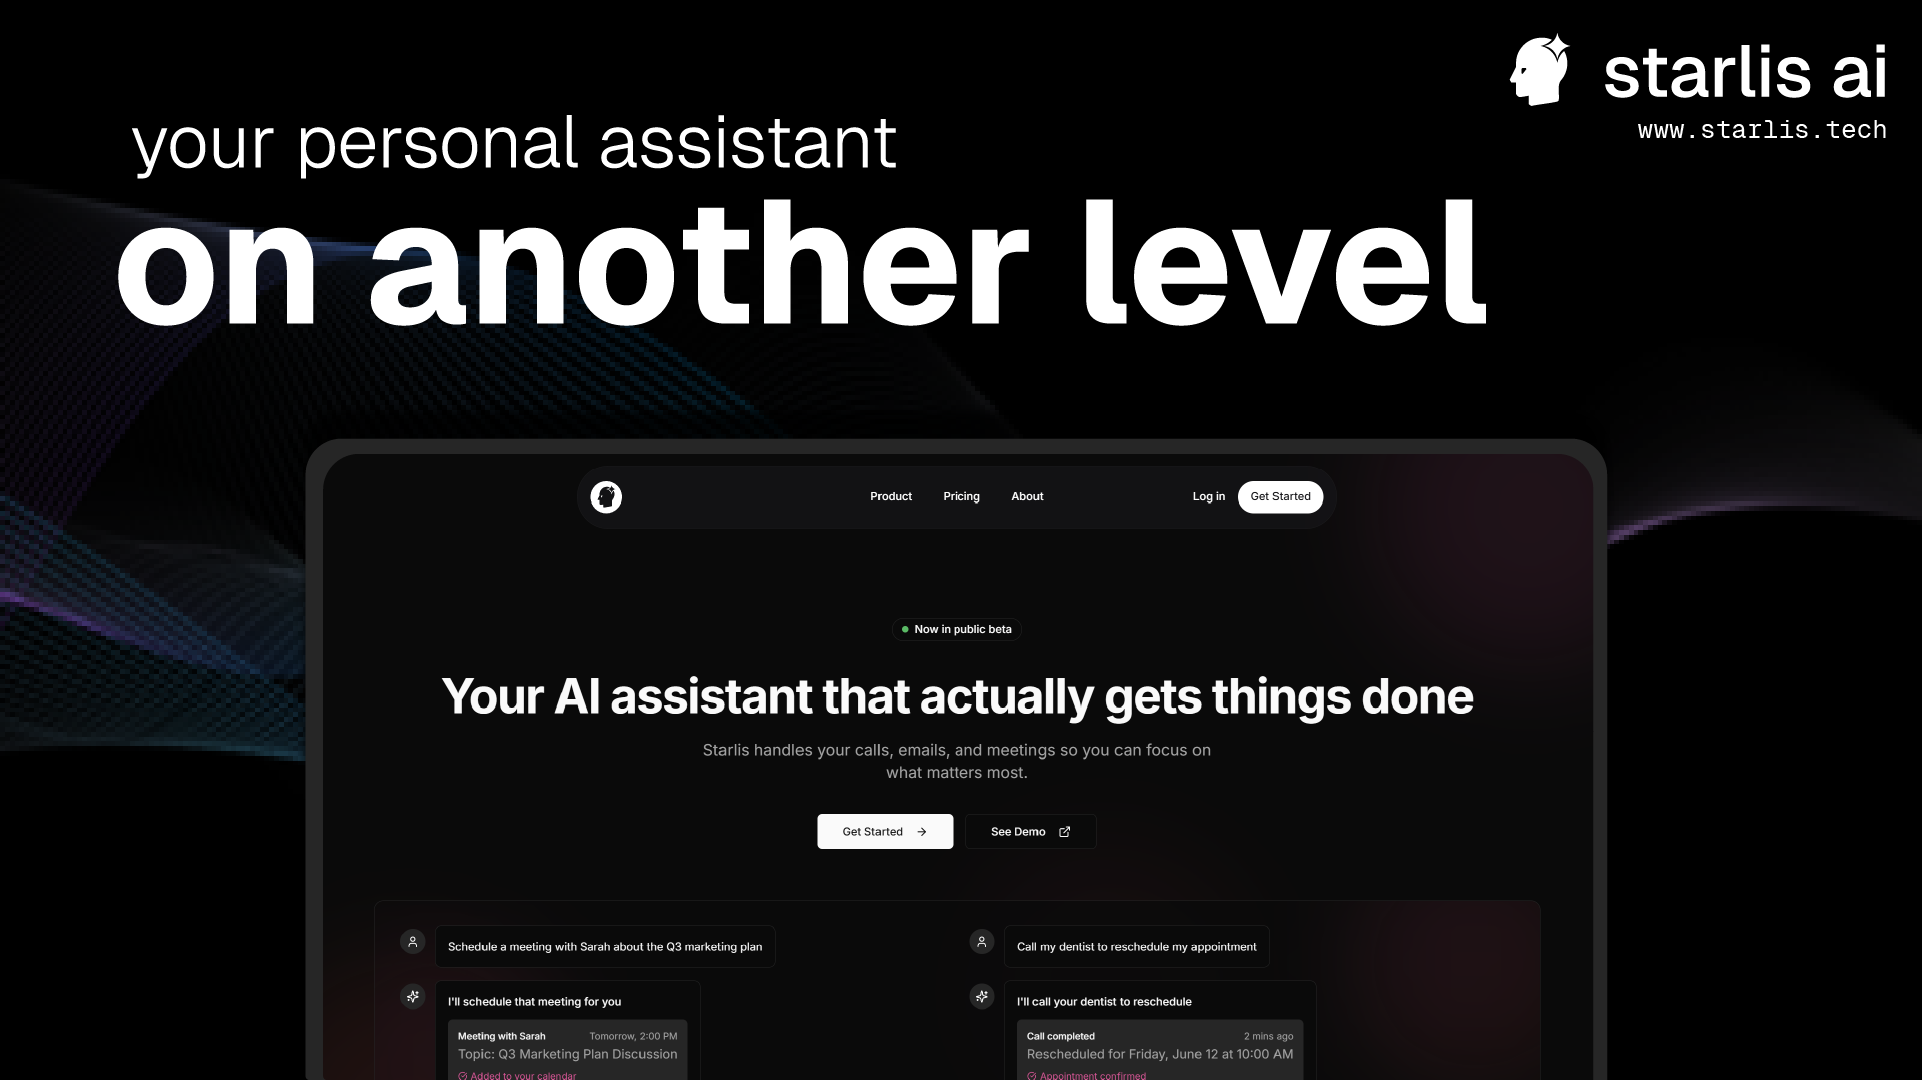 starlis ai
www.starlis.tech
your personal assistant
on another level
Product Pricing About Log in Get Started
Now in public beta
Your AI assistant that actually gets things done
Starlis handles your calls, emails, and meetings so you can focus on
what matters most.
Get Started See Demo
Schedule a meeting with Sarah about the Q3 marketing plan
I'll schedule that meeting for you
Meeting with Sarah Tomorrow, 2:00 PM
Topic: Q3 Marketing Plan Discussion
Added to your calendar
Call my dentist to reschedule my appointment
I'll call your dentist to reschedule
Call completed 2 mins ago
Rescheduled for Friday, June 12 at 10:00 AM
Appointment confirmed